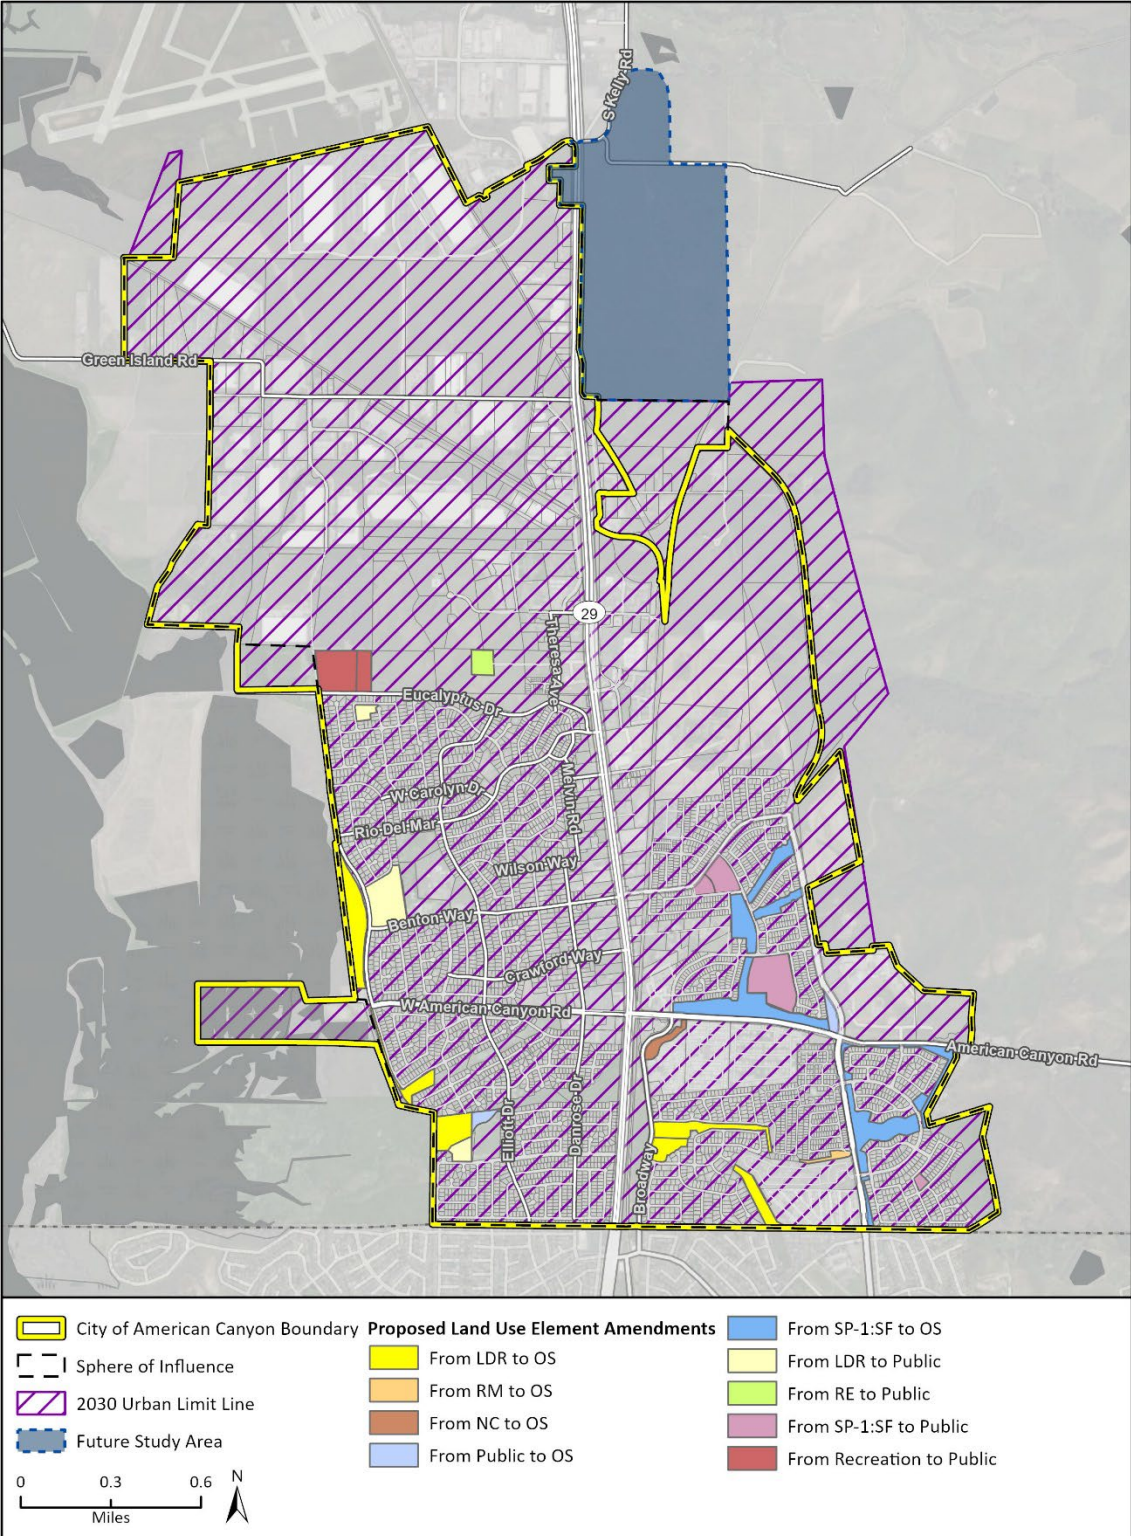 S Kelly Rd
Green Island Rd
29
Theresa Ave
Eucalyptus Dr
Melvin Rd
W Carolyn Dr
Rio Del Mar
Wilson Way
Benton Way
Crawford Way
W American Canyon Rd
American Canyon Rd
Elliott Dr
Danrose Dr
Broadway
City of American Canyon Boundary
Sphere of Influence
2030 Urban Limit Line
Future Study Area
0 0.3 0.6
Miles
N
Proposed Land Use Element Amendments
From LDR to OS
From RM to OS
From NC to OS
From Public to OS
From SP-1:SF to OS
From LDR to Public
From RE to Public
From SP-1:SF to Public
From Recreation to Public